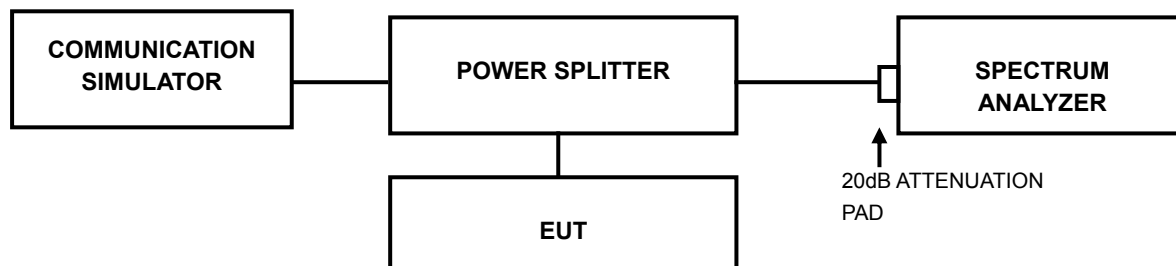 COMMUNICATION
SIMULATOR
POWER SPLITTER
SPECTRUM
ANALYZER
20dB ATTENUATION
PAD
EUT